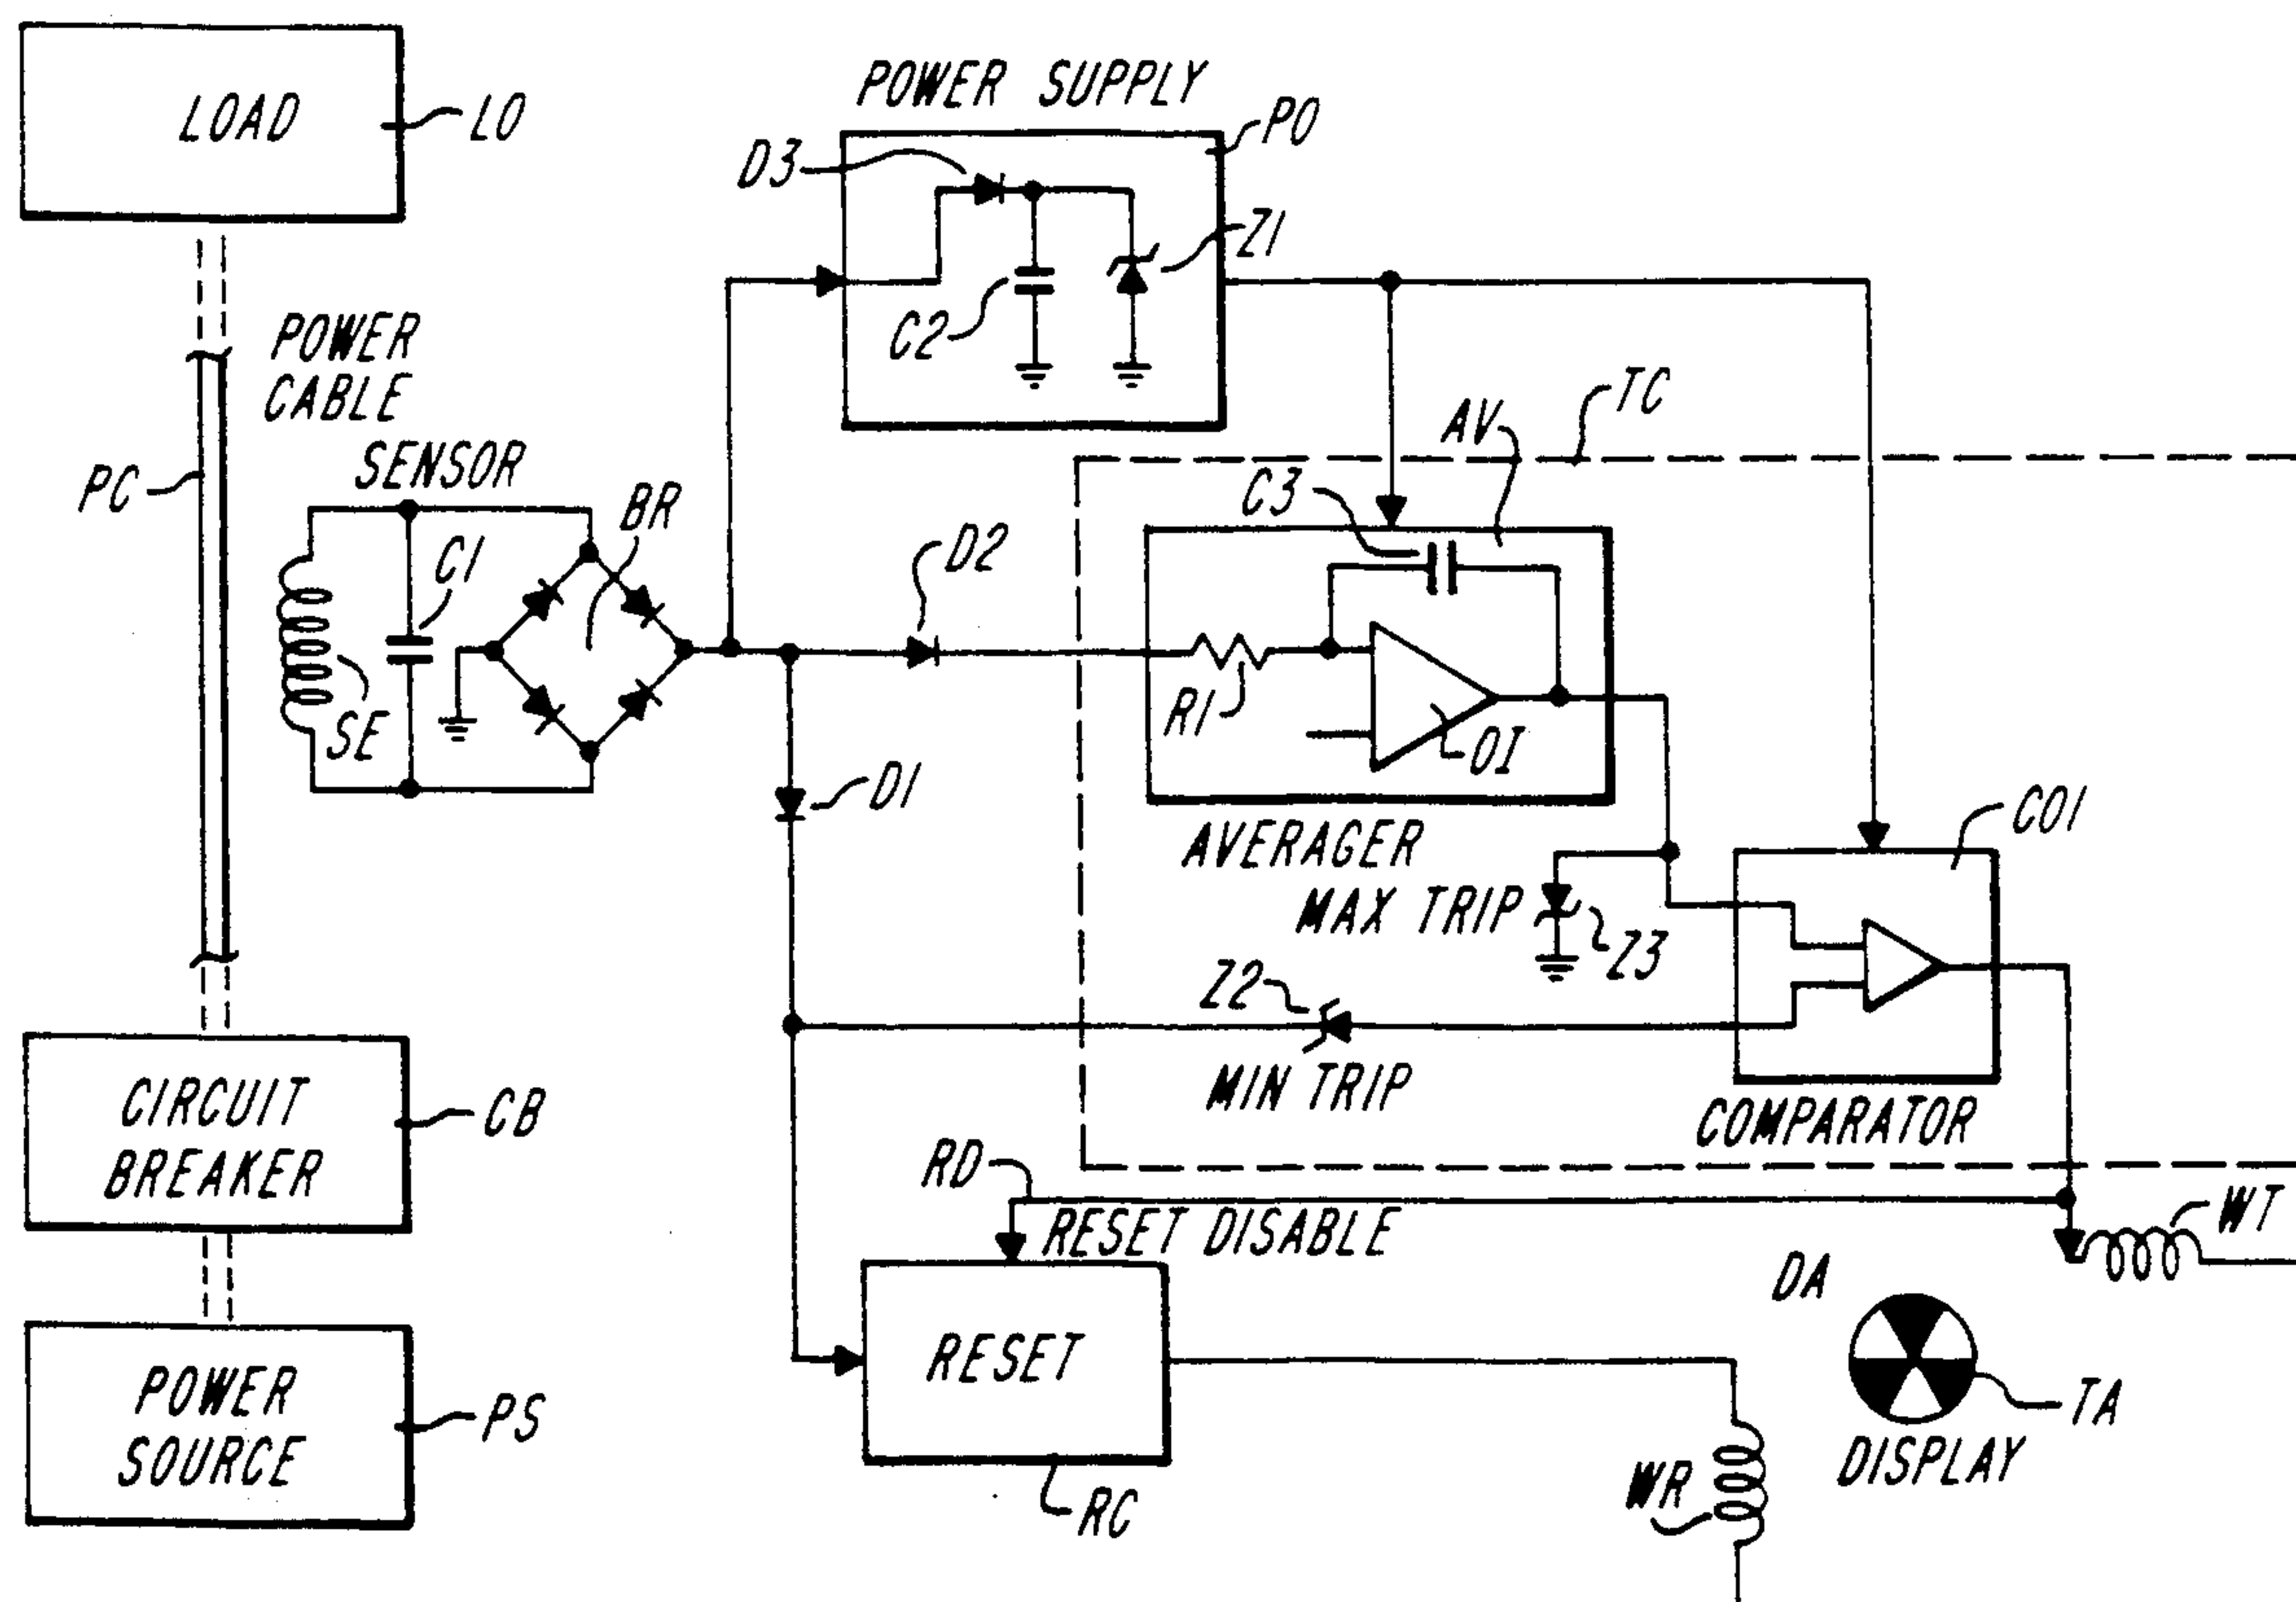 LOAD
LO
POWER SUPPLY
PO
D3
Z1
C2
POWER
CABLE
SENSOR
PC
BR
C1
SE
D2
TC
AV
C3
R1
OI
D1
AVERAGER
CO1
MAX TRIP
Z3
Z2
MIN TRIP
COMPARATOR
CIRCUIT
BREAKER
CB
RD
RESET DISABLE
WT
DA
RESET
TA
DISPLAY
POWER
SOURCE
PS
RC
WR